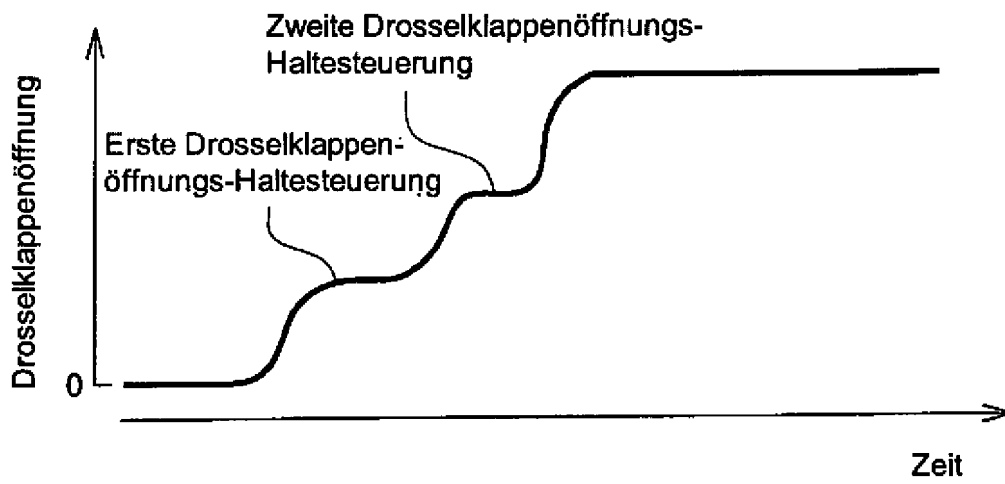 Zweite Drosselklappenöffnungs-
Haltesteuerung
Erste Drosselklappen-
öffnungs-Haltesteuerung
Drosselklappenöffnung
0
Zeit